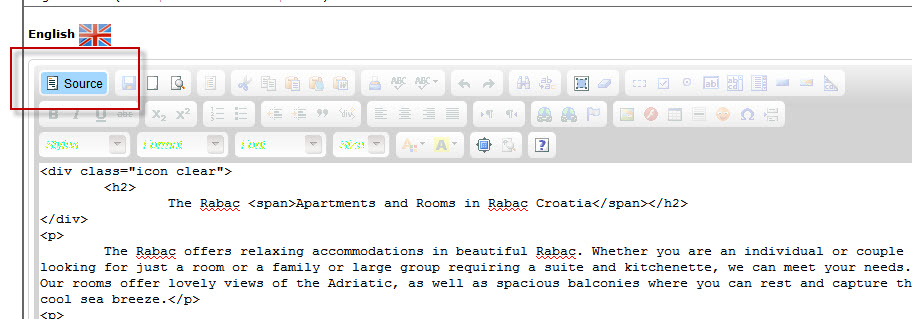 English
Source
ABC ABC
B I U abc X2 X2
Styles Format Font Size A A ?
<div class="icon clear">
<h2>
The Rabac <span>Apartments and Rooms in Rabac Croatia</span></h2>
</div>
<p>
The Rabac offers relaxing accommodations in beautiful Rabac. Whether you are an individual or couple
looking for just a room or a family or large group requiring a suite and kitchenette, we can meet your needs.
Our rooms offer lovely views of the Adriatic, as well as spacious balconies where you can rest and capture th
cool sea breeze.</p>
<p>